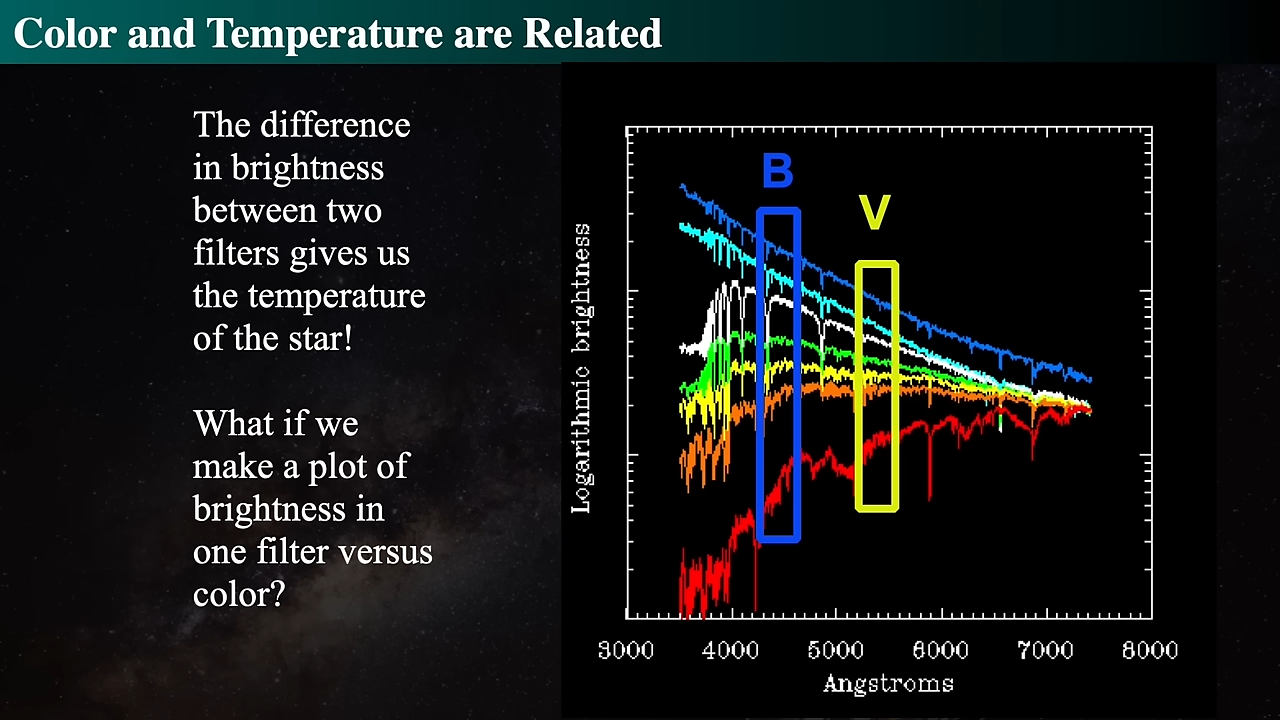 Color and Temperature are Related
The difference
in brightness
between two
filters gives us
the temperature
of the star!
What if we
make a plot of
brightness in
one filter versus
color?
B
V
Logarithmic brightness
3000 4000 5000 6000 7000 8000
Angstroms